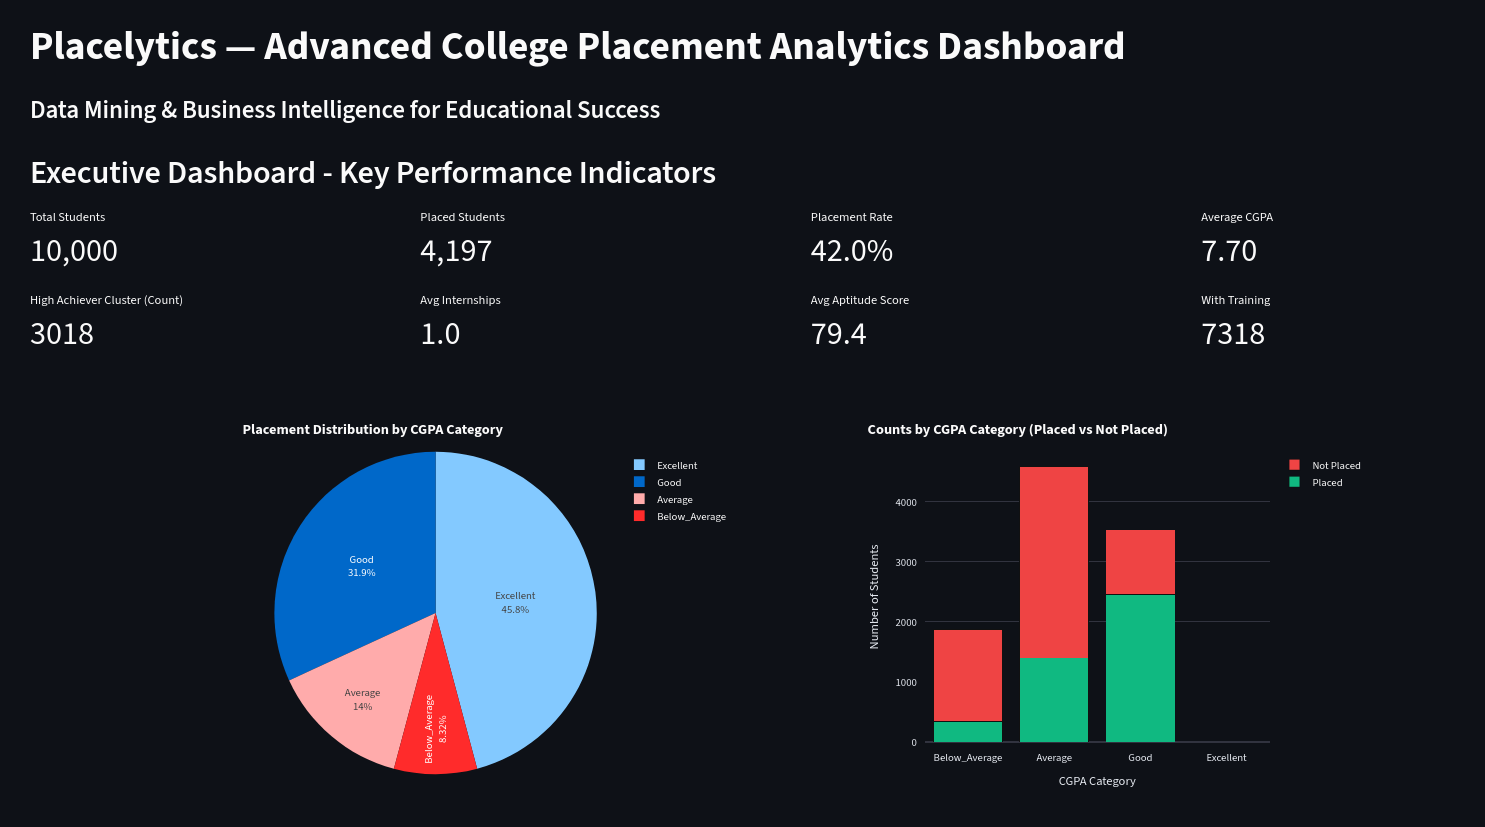 Placelytics — Advanced College Placement Analytics Dashboard
Data Mining & Business Intelligence for Educational Success
Executive Dashboard - Key Performance Indicators
Total Students
10,000
Placed Students
4,197
Placement Rate
42.0%
Average CGPA
7.70
High Achiever Cluster (Count)
3018
Avg Internships
1.0
Avg Aptitude Score
79.4
With Training
7318
Placement Distribution by CGPA Category
Excellent
45.8%
Good
31.9%
Average
14%
Below_Average
8.32%
Excellent
Good
Average
Below_Average
Counts by CGPA Category (Placed vs Not Placed)
Not Placed
Placed
Number of Students
4000
3000
2000
1000
0
Below_Average
Average
Good
Excellent
CGPA Category